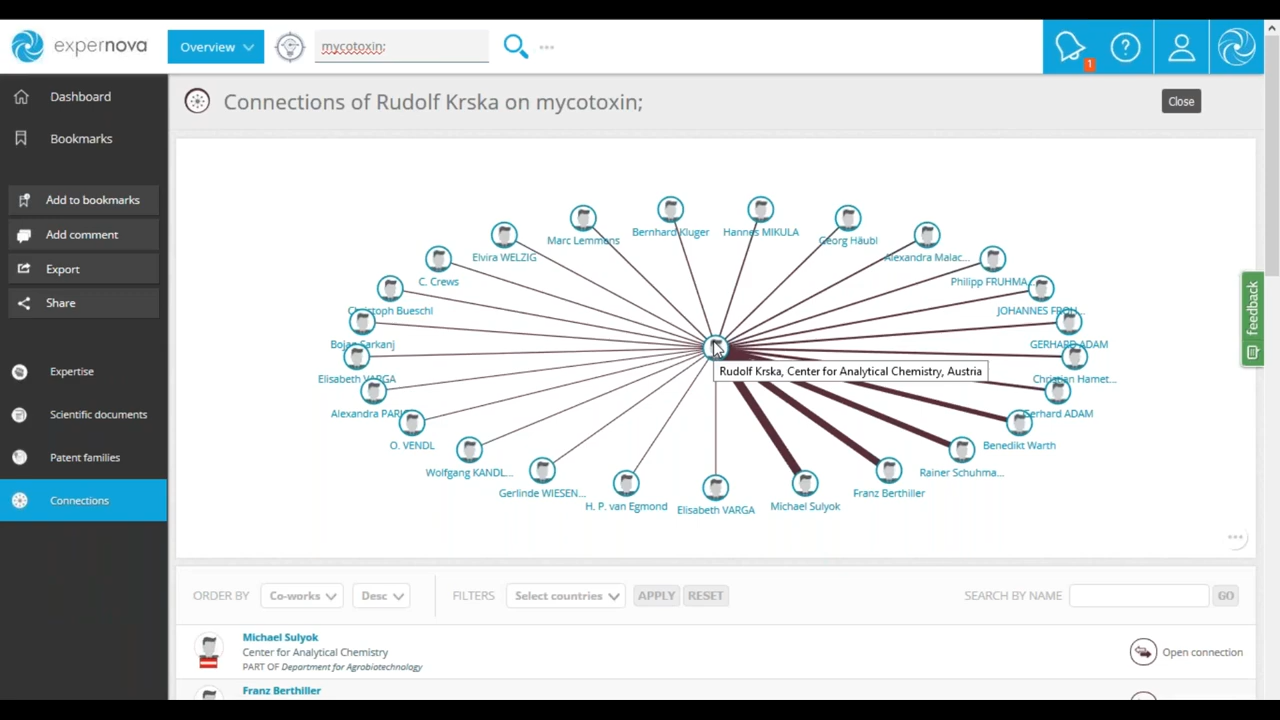 expernova
Overview
mycotoxin;
1
Dashboard
Bookmarks
Add to bookmarks
Add comment
Export
Share
Expertise
Scientific documents
Patent families
Connections
Connections of Rudolf Krska on mycotoxin;
Close
Bernhard Kluger
Hannes MIKULA
Marc Lemmens
Georg Häubl
Elvira WELZIG
Alexandra Malac...
C. Crews
Philipp FRUHMA...
Christoph Bueschl
JOHANNES FROH...
Bojan Sarkanj
GERHARD ADAM
Rudolf Krska, Center for Analytical Chemistry, Austria
Elisabeth VARGA
Christian Hamet...
Alexandra PARI
Gerhard ADAM
O. VENDL
Benedikt Warth
Wolfgang KANDL...
Rainer Schuhma...
Gerlinde WIESEN...
Franz Berthiller
H. P. van Egmond
Elisabeth VARGA
Michael Sulyok
feedback
ORDER BY Co-works Desc FILTERS Select countries APPLY RESET SEARCH BY NAME GO
Michael Sulyok
Center for Analytical Chemistry
PART OF Department for Agrobiotechnology
Open connection
Franz Berthiller